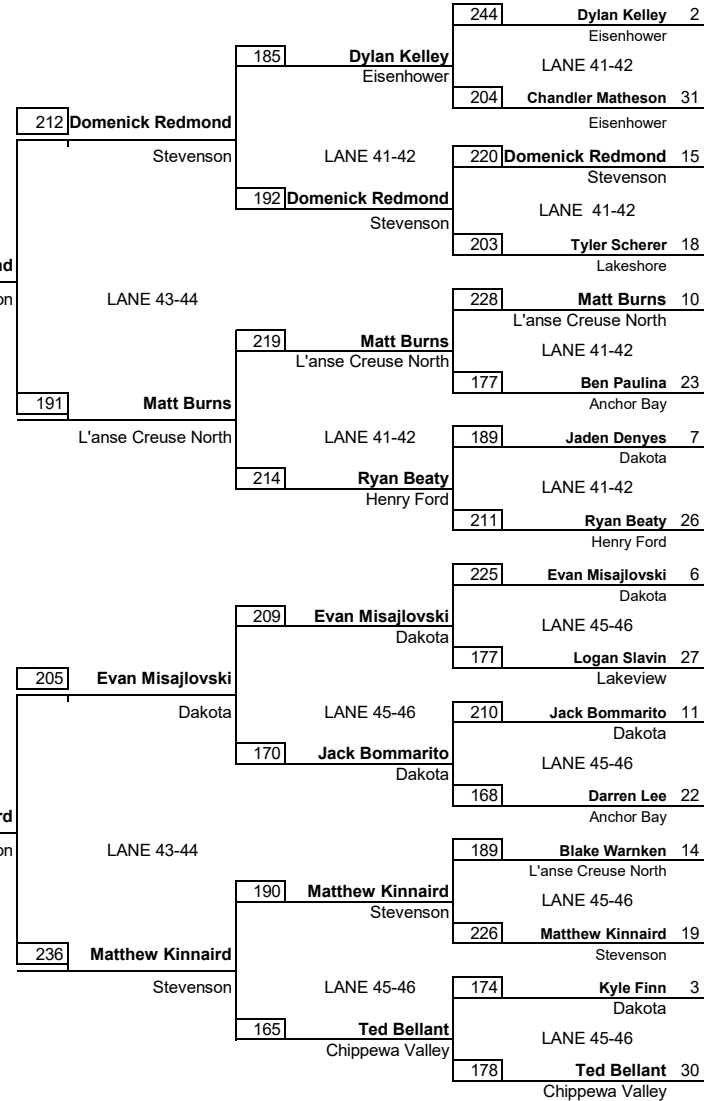 244 Dylan Kelley 2
Eisenhower
185 Dylan Kelley
LANE 41-42
Eisenhower
204 Chandler Matheson 31
212 Domenick Redmond
Eisenhower
Stevenson
LANE 41-42
220 Domenick Redmond 15
Stevenson
192 Domenick Redmond
LANE  41-42
Stevenson
203 Tyler Scherer 18
nd
Lakeshore
on
LANE 43-44
228 Matt Burns 10
L'anse Creuse North
219 Matt Burns
LANE 41-42
L'anse Creuse North
177 Ben Paulina 23
191 Matt Burns
Anchor Bay
L'anse Creuse North
LANE 41-42
189 Jaden Denyes 7
Dakota
214 Ryan Beaty
LANE 41-42
Henry Ford
211 Ryan Beaty 26
Henry Ford
225 Evan Misajlovski 6
Dakota
209 Evan Misajlovski
LANE 45-46
Dakota
177 Logan Slavin 27
205 Evan Misajlovski
Lakeview
Dakota
LANE 45-46
210 Jack Bommarito 11
Dakota
170 Jack Bommarito
LANE 45-46
Dakota
168 Darren Lee 22
rd
Anchor Bay
on
LANE 43-44
189 Blake Warnken 14
L'anse Creuse North
190 Matthew Kinnaird
LANE 45-46
Stevenson
226 Matthew Kinnaird 19
236 Matthew Kinnaird
Stevenson
Stevenson
LANE 45-46
174 Kyle Finn 3
Dakota
165 Ted Bellant
LANE 45-46
Chippewa Valley
178 Ted Bellant 30
Chippewa Valley